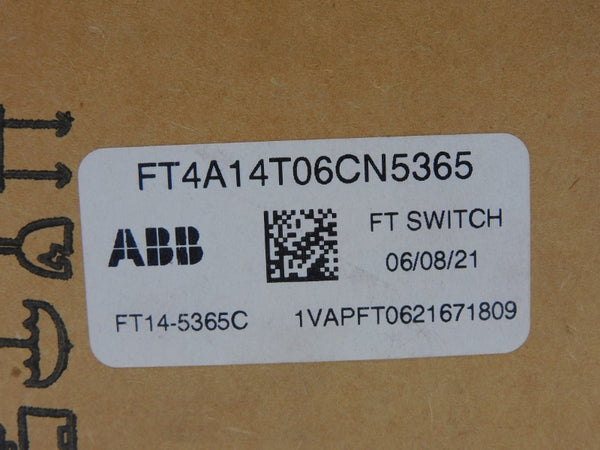 FT4A14T06CN5365
ABB
FT SWITCH
06/08/21
FT14-5365C
1VAPFT0621671809